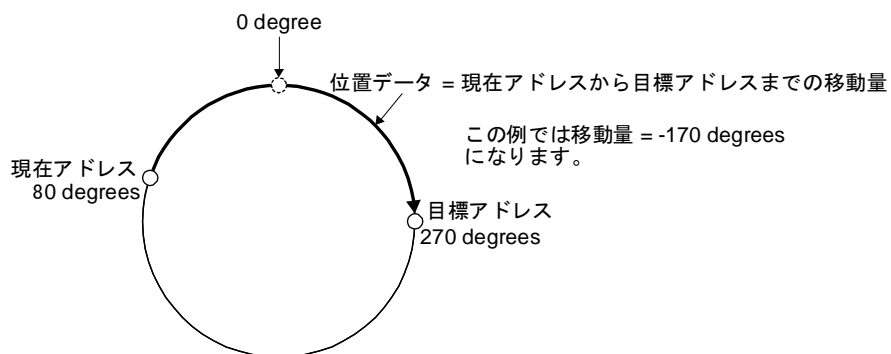 0 degree
位置データ = 現在アドレスから目標アドレスまでの移動量
この例では移動量 = -170 degrees
になります。
現在アドレス
80 degrees
目標アドレス
270 degrees